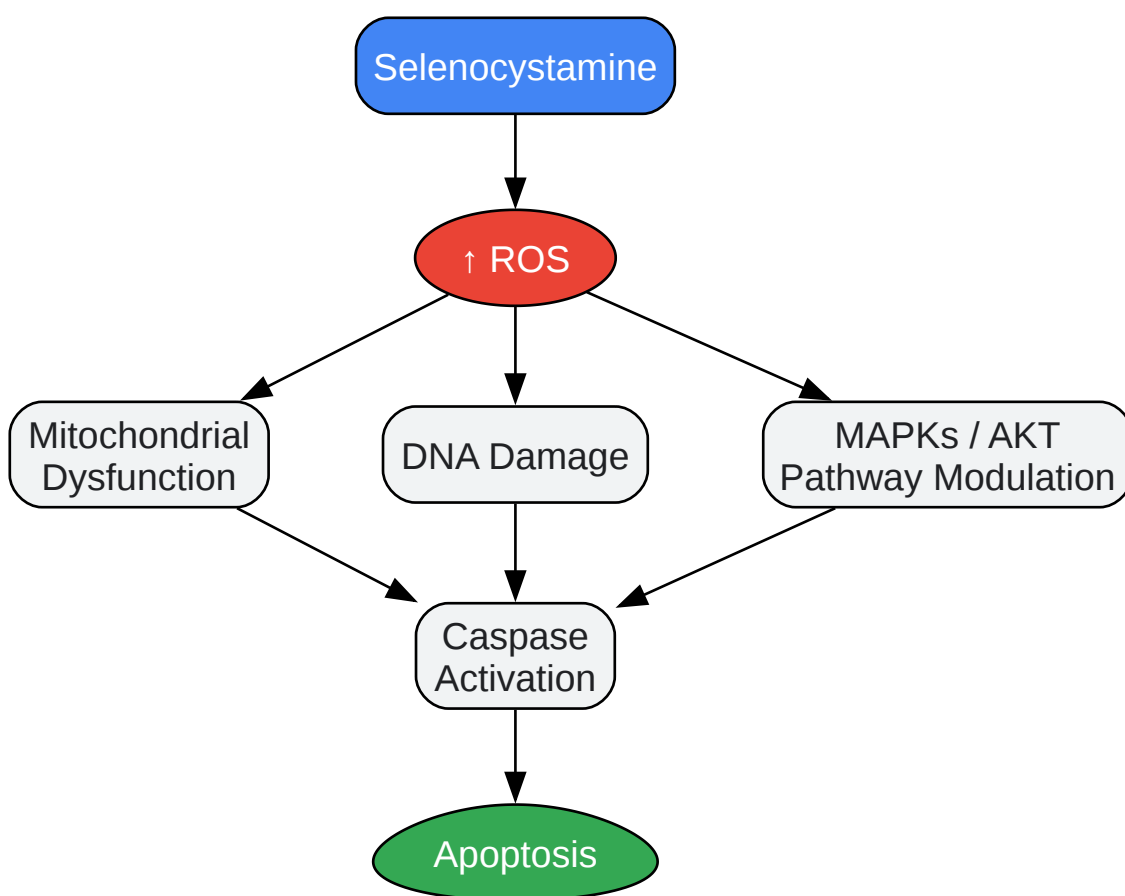 Selenocystamine
↑ ROS
Mitochondrial
Dysfunction
DNA Damage
MAPKs / AKT
Pathway Modulation
Caspase
Activation
Apoptosis